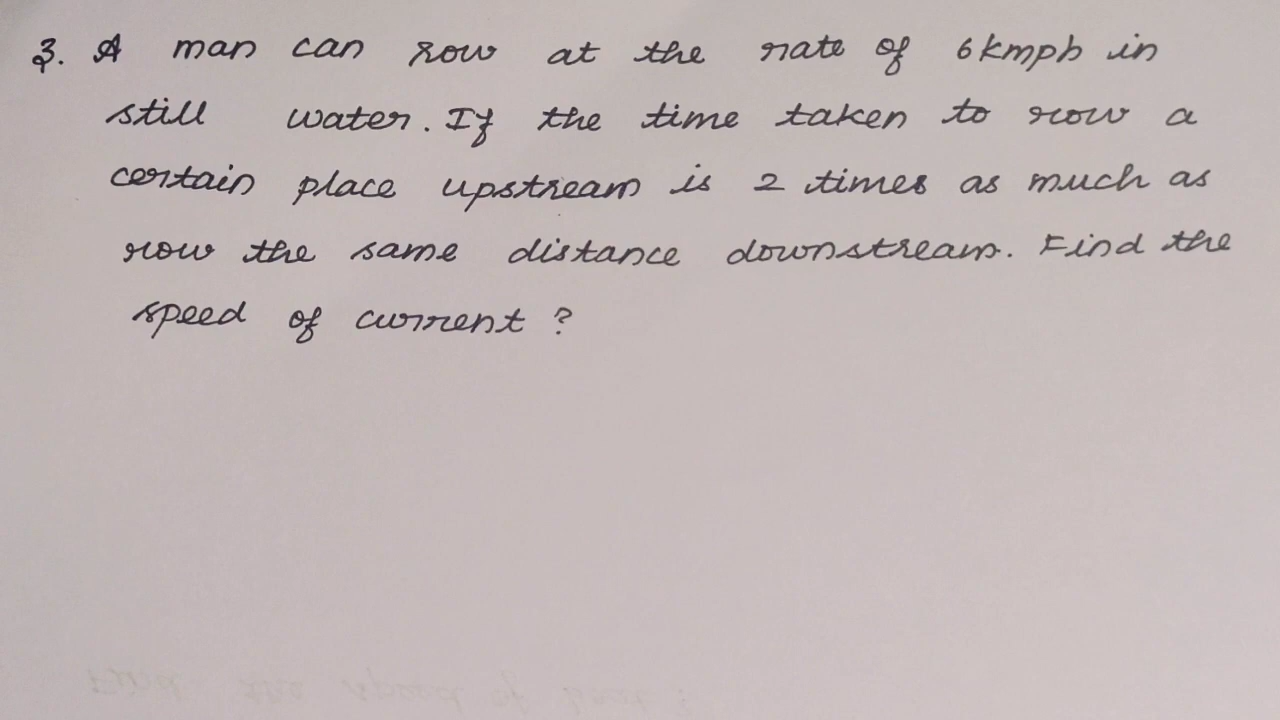 3. A man can row at the rate of 6kmph in
still water. If the time taken to row a
certain place upstream is 2 times as much as
row the same distance downstream. Find the
speed of current ?